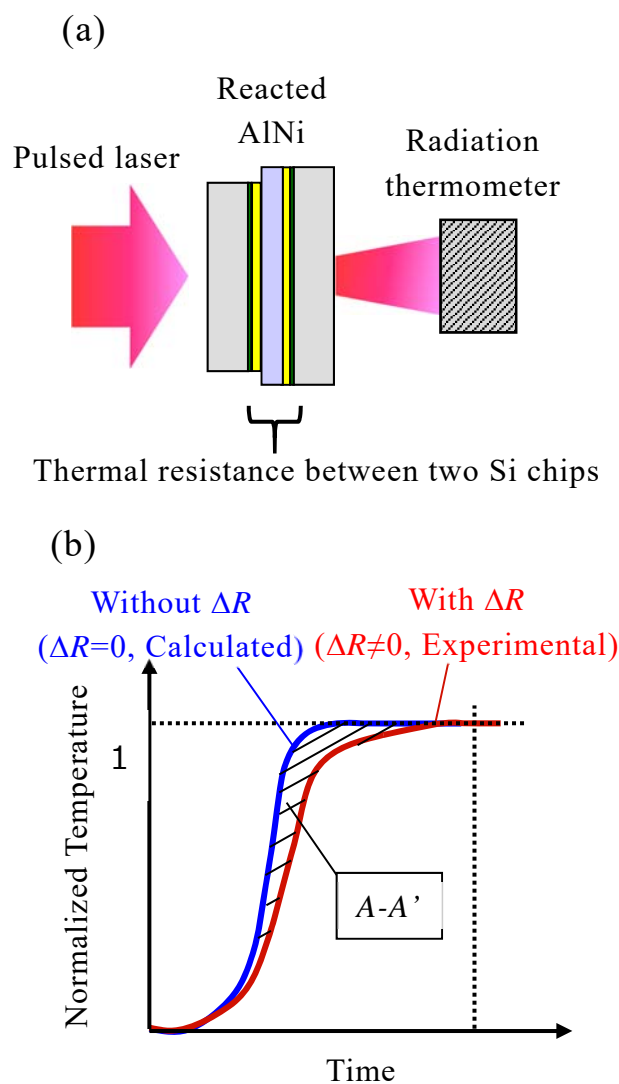 (a)
Reacted
AlNi
Pulsed laser
Radiation
thermometer
Thermal resistance between two Si chips
(b)
Without ΔR
(ΔR=0, Calculated)
With ΔR
(ΔR≠0, Experimental)
Normalized Temperature
1
A-A’
Time